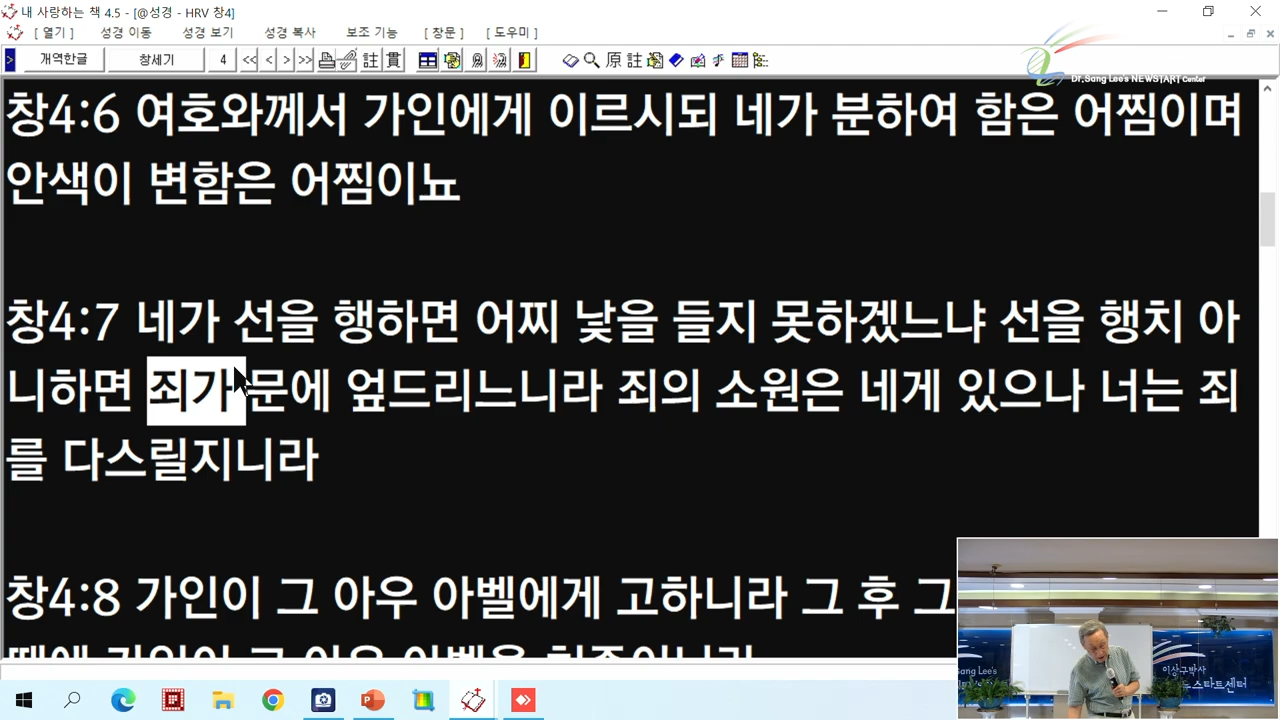 내 사랑하는 책 4.5 - [@성경 - HRV 창4]
[ 열기 ] 성경 이동 성경 보기 성경 복사 보조 기능 [ 창문 ] [ 도우미 ]
> 개역한글 창세기 4 << < > >> 註 貫 原 註
Dr.Sang Lee's NEWSTART Center
창4:6 여호와께서 가인에게 이르시되 네가 분하여 함은 어찜이며
안색이 변함은 어찜이뇨
창4:7 네가 선을 행하면 어찌 낯을 들지 못하겠느냐 선을 행치 아
니하면 죄가 문에 엎드리느니라 죄의 소원은 네게 있으나 너는 죄
를 다스릴지니라
창4:8 가인이 그 아우 아벨에게 고하니라 그 후 그
Sang Lee's
이상구박사
뉴스타트센터